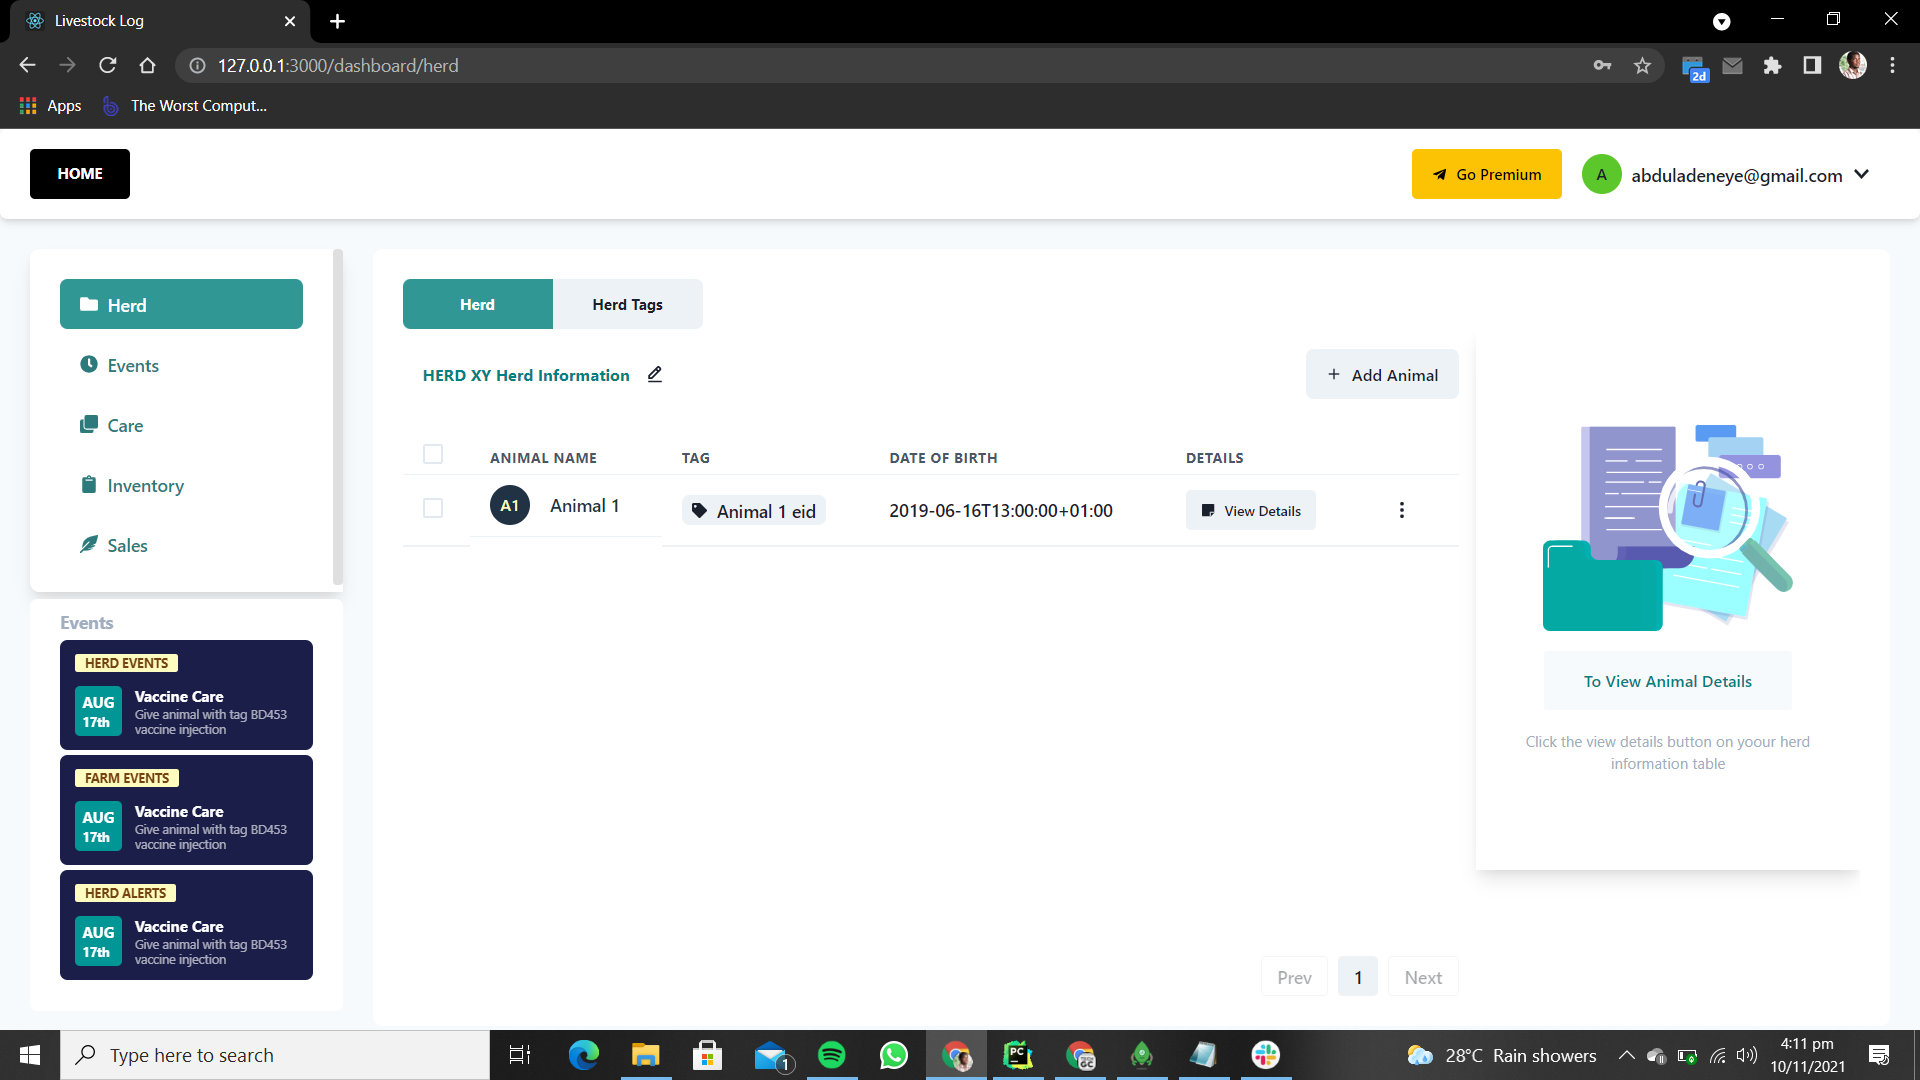 Livestock Log
127.0.0.1:3000/dashboard/herd
2d
Apps
The Worst Comput...
HOME
Go Premium
A
abduladeneye@gmail.com
Herd
Events
Care
Inventory
Sales
Events
HERD EVENTS
AUG
17th
Vaccine Care
Give animal with tag BD453
vaccine injection
FARM EVENTS
AUG
17th
Vaccine Care
Give animal with tag BD453
vaccine injection
HERD ALERTS
AUG
17th
Vaccine Care
Give animal with tag BD453
vaccine injection
Herd
Herd Tags
HERD XY Herd Information
+ Add Animal
ANIMAL NAME TAG DATE OF BIRTH DETAILS
A1 Animal 1 Animal 1 eid 2019-06-16T13:00:00+01:00 View Details
Prev 1 Next
To View Animal Details
Click the view details button on yoour herd
information table
Type here to search
1
PC
GC
28°C Rain showers
4:11 pm
10/11/2021